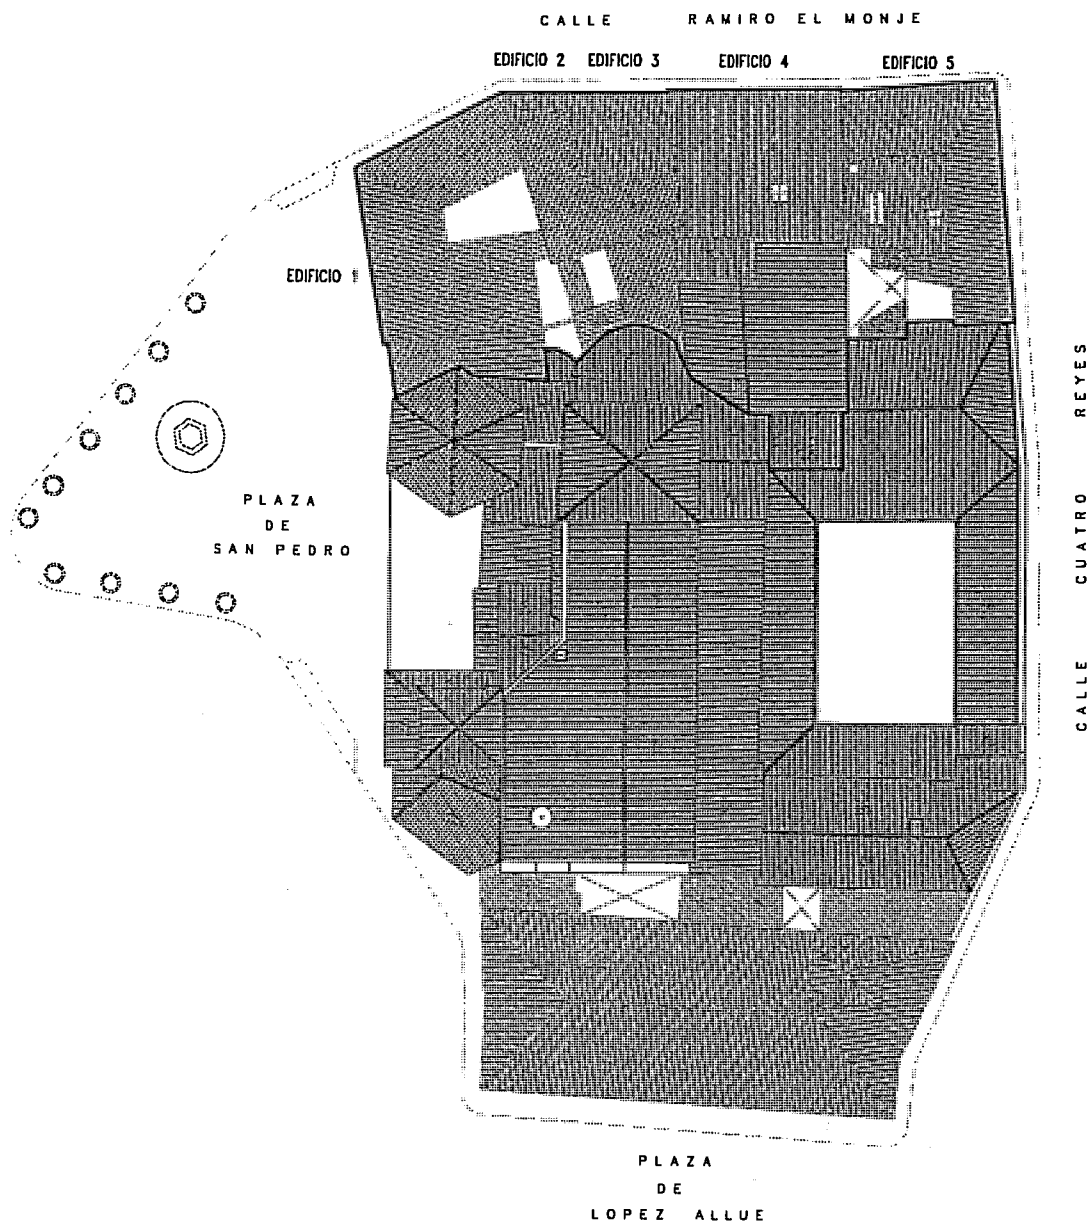 CALLE RAMIRO EL MONJE
EDIFICIO 2 EDIFICIO 3 EDIFICIO 4 EDIFICIO 5
EDIFICIO 1
PLAZA
DE
SAN PEDRO
CALLE CUATRO REYES
PLAZA
DE
LOPEZ ALLUE